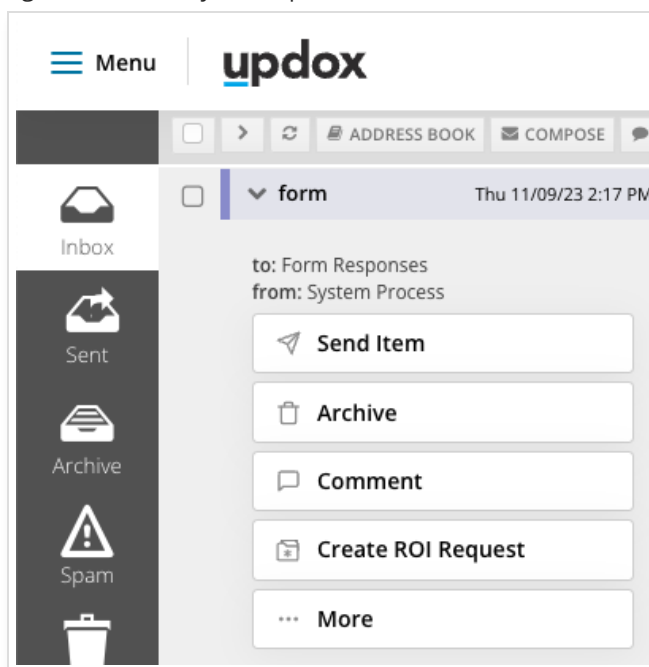 Menu
updox
ADDRESS BOOK COMPOSE
form Thu 11/09/23 2:17 PM
Inbox
to: Form Responses
from: System Process
Send Item
Sent
Archive
Archive
Comment
Create ROI Request
Spam
More